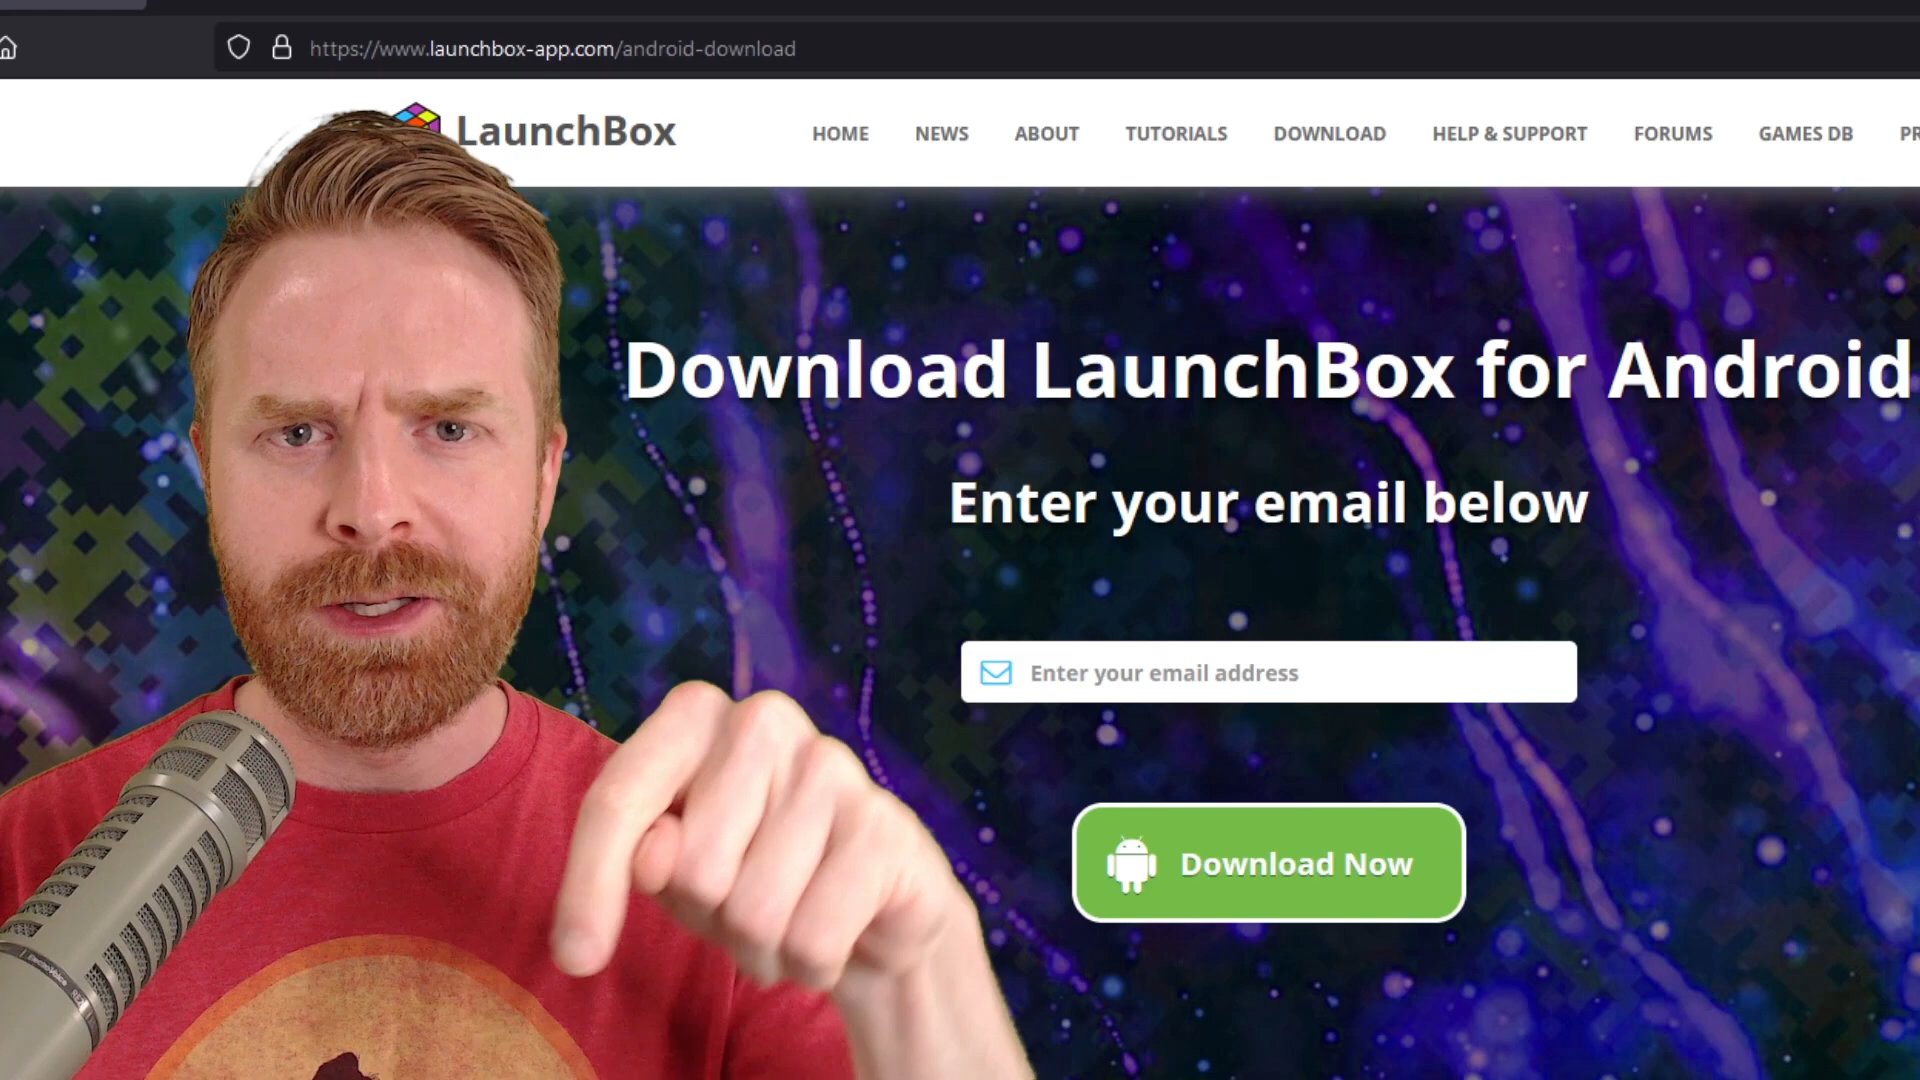 https://www.launchbox-app.com/android-download
LaunchBox
HOME NEWS ABOUT TUTORIALS DOWNLOAD HELP & SUPPORT FORUMS GAMES DB
Download LaunchBox for Android
Enter your email below
Enter your email address
Download Now